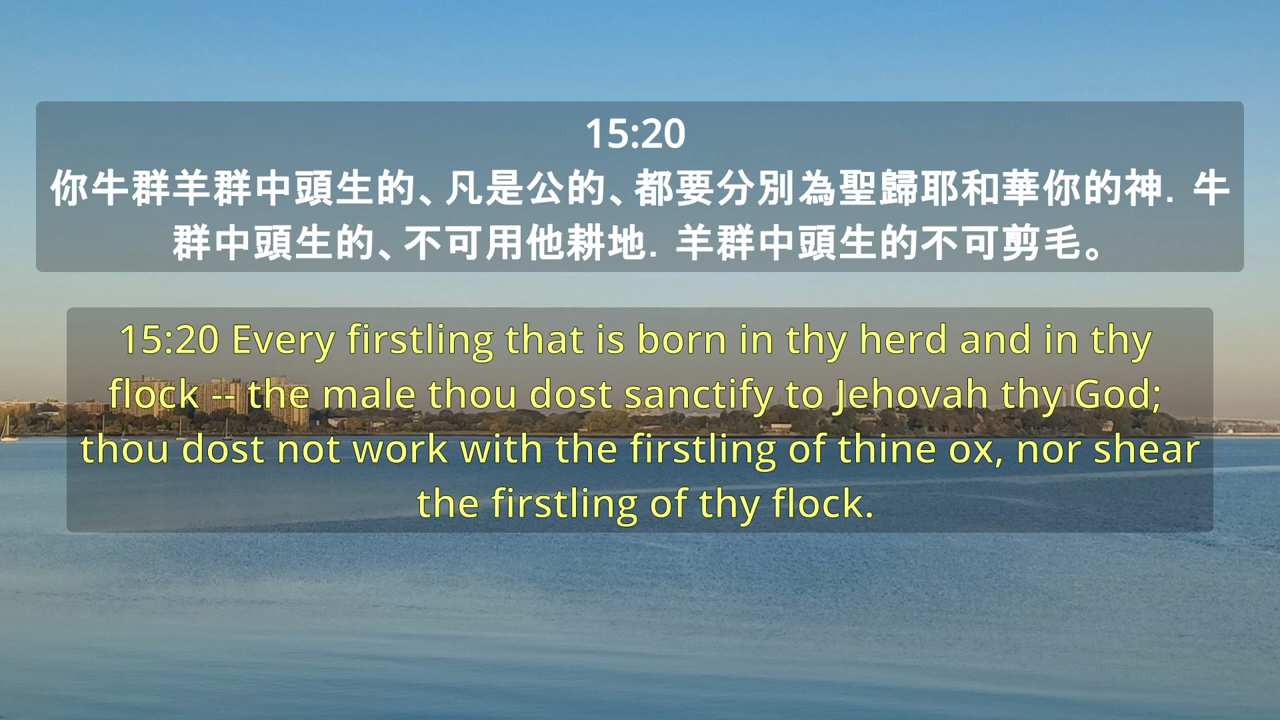 15:20
你牛群羊群中頭生的、凡是公的、都要分別為聖歸耶和華你的神. 牛
群中頭生的、不可用他耕地. 羊群中頭生的不可剪毛。
15:20 Every firstling that is born in thy herd and in thy
flock -- the male thou dost sanctify to Jehovah thy God;
thou dost not work with the firstling of thine ox, nor shear
the firstling of thy flock.